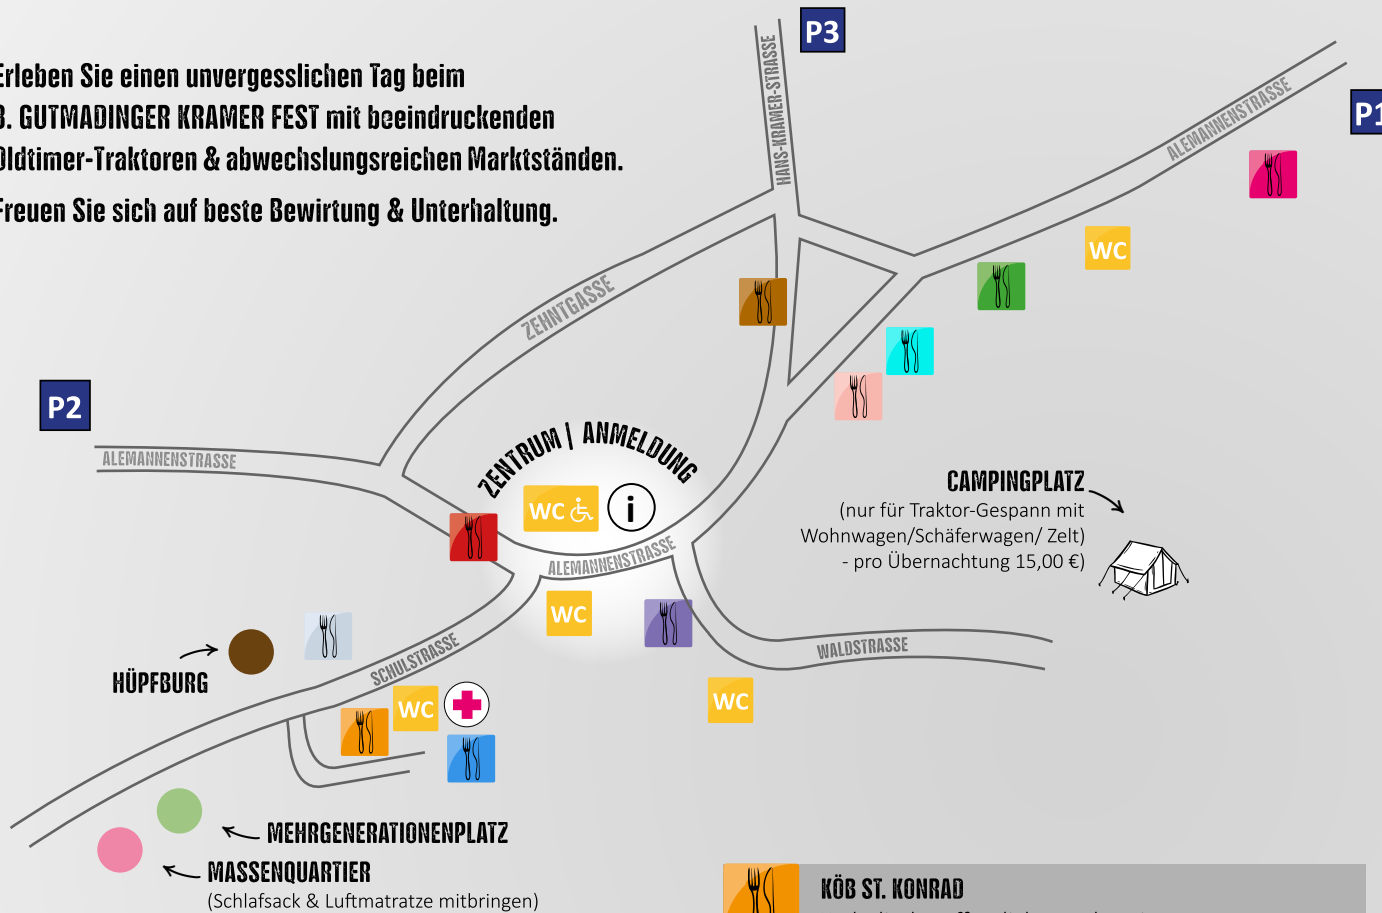 Erleben Sie einen unvergesslichen Tag beim
3. GUTMADINGER KRAMER FEST mit beeindruckenden
Oldtimer-Traktoren & abwechslungsreichen Marktständen.
Freuen Sie sich auf beste Bewirtung & Unterhaltung.
P3
HANS-KRAMER-STRASSE
ALEMANNENSTRASSE
P1
WC
ZEHNTGASSE
P2
ALEMANNENSTRASSE
ZENTRUM | ANMELDUNG
WC
i
ALEMANNENSTRASSE
CAMPINGPLATZ
(nur für Traktor-Gespann mit
Wohnwagen/Schäferwagen/ Zelt)
- pro Übernachtung 15,00 €)
WC
WALDSTRASSE
SCHULSTRASSE
HÜPFBURG
WC
WC
MEHRGENERATIONENPLATZ
MASSENQUARTIER
(Schlafsack & Luftmatratze mitbringen)
KÖB ST. KONRAD